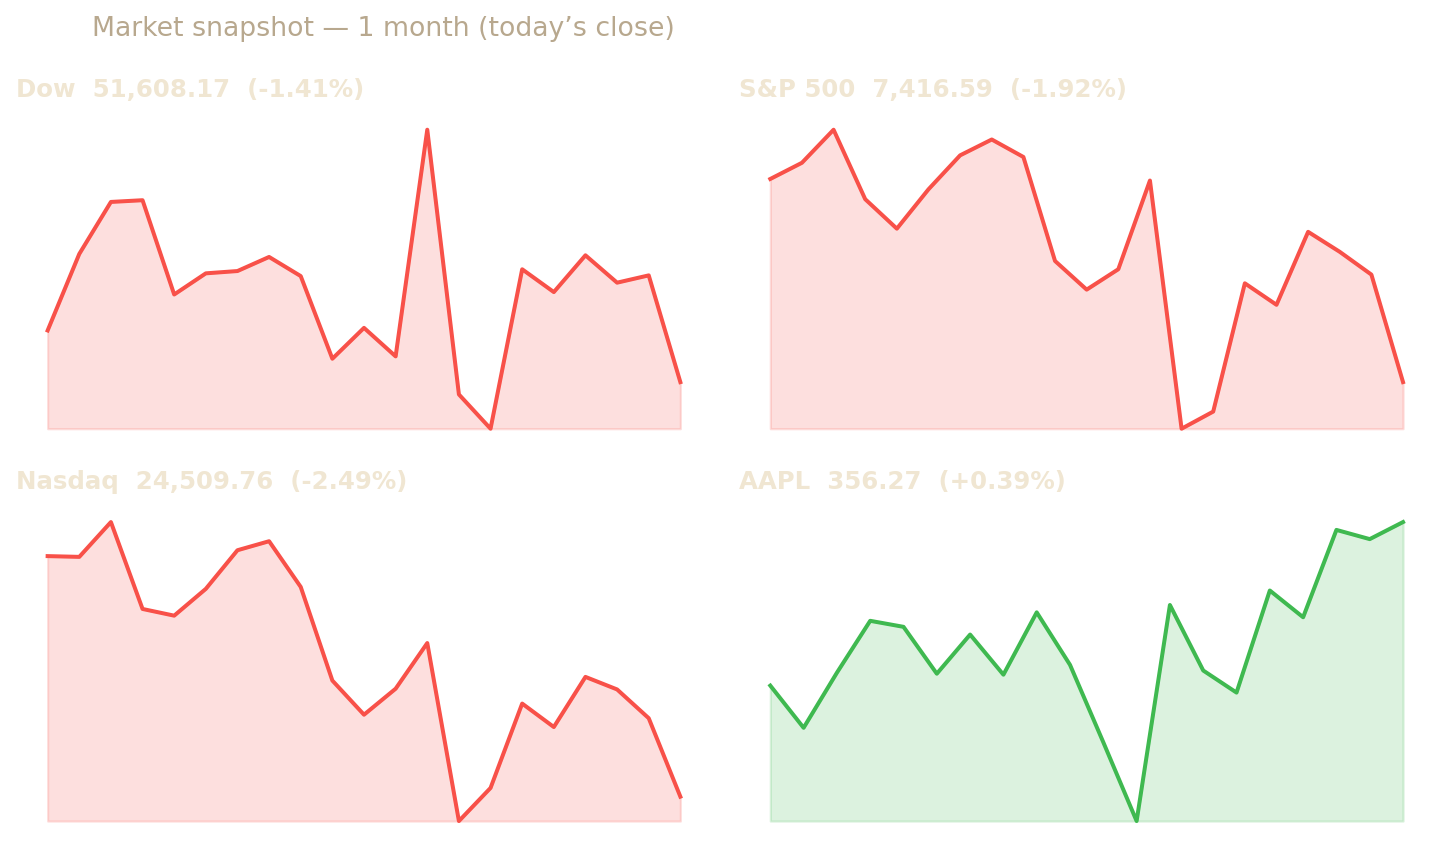 Market snapshot — 1 month (today’s close)
Dow  51,608.17  (-1.41%)
S&P 500  7,416.59  (-1.92%)
Nasdaq  24,509.76  (-2.49%)
AAPL  356.27  (+0.39%)